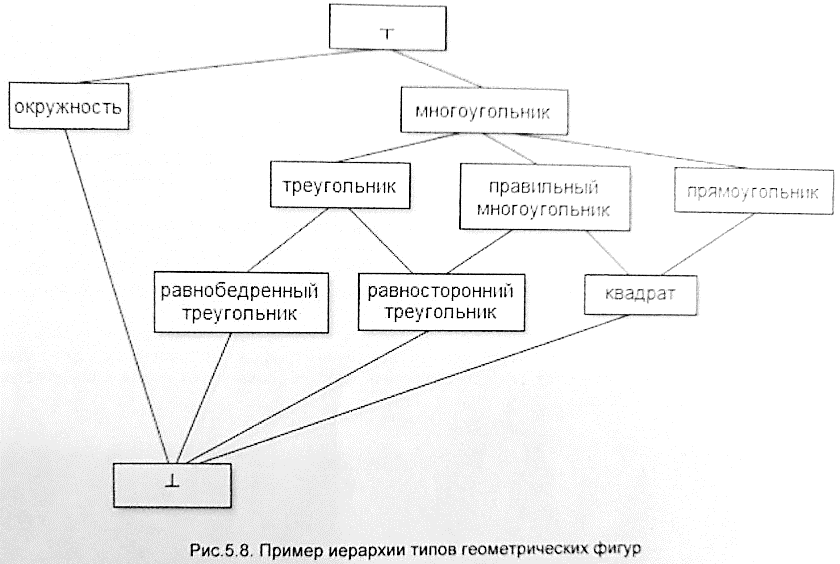 ⊤
окружность
многоугольник
треугольник
правильный
многоугольник
прямоугольник
равнобедренный
треугольник
равносторонний
треугольник
квадрат
⊥
Рис.5.8. Пример иерархии типов геометрических фигур